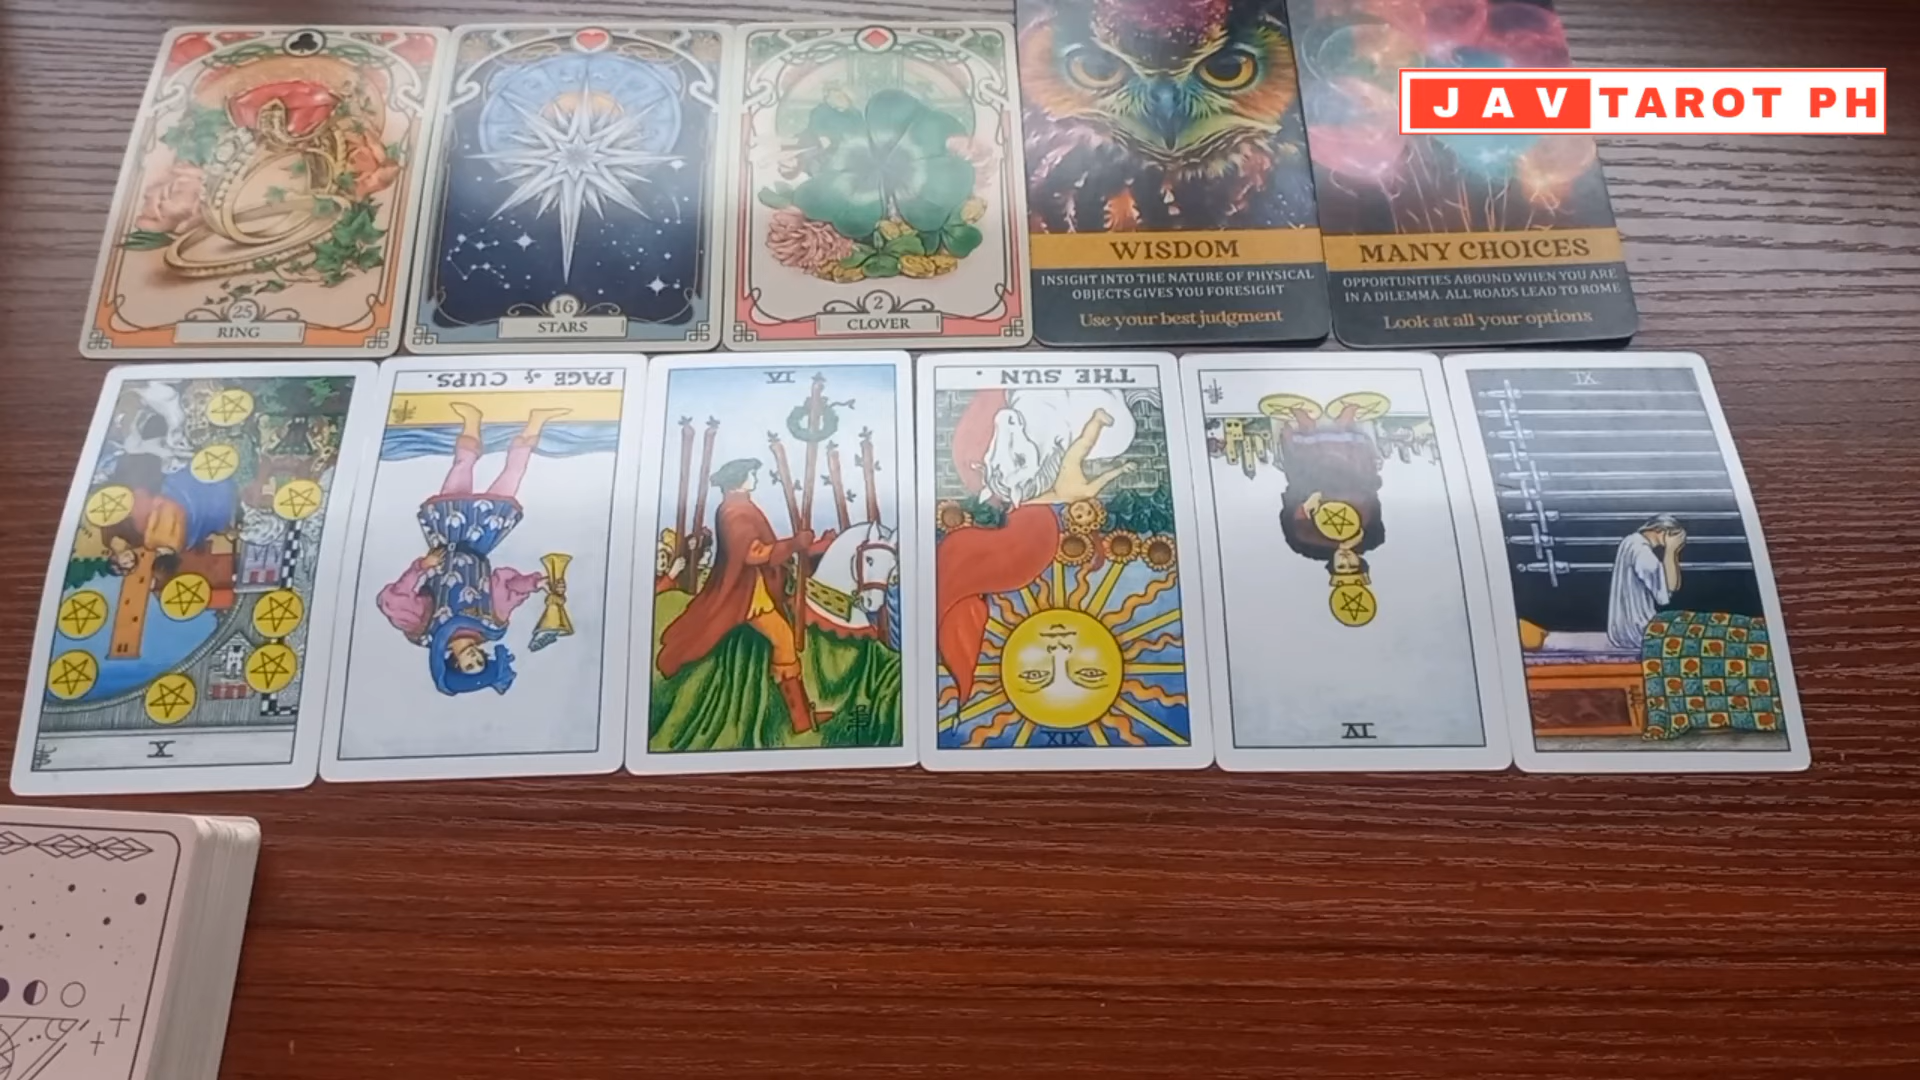 JAV TAROT PH
25
RING
16
STARS
2
CLOVER
WISDOM
INSIGHT INTO THE NATURE OF PHYSICAL
OBJECTS GIVES YOU FORESIGHT
Use your best judgment
MANY CHOICES
OPPORTUNITIES ABOUND WHEN YOU ARE
IN A DILEMMA. ALL ROADS LEAD TO ROME
Look at all your options
X
PAGE of CUPS.
VI
THE SUN.
XIX
IV
IX